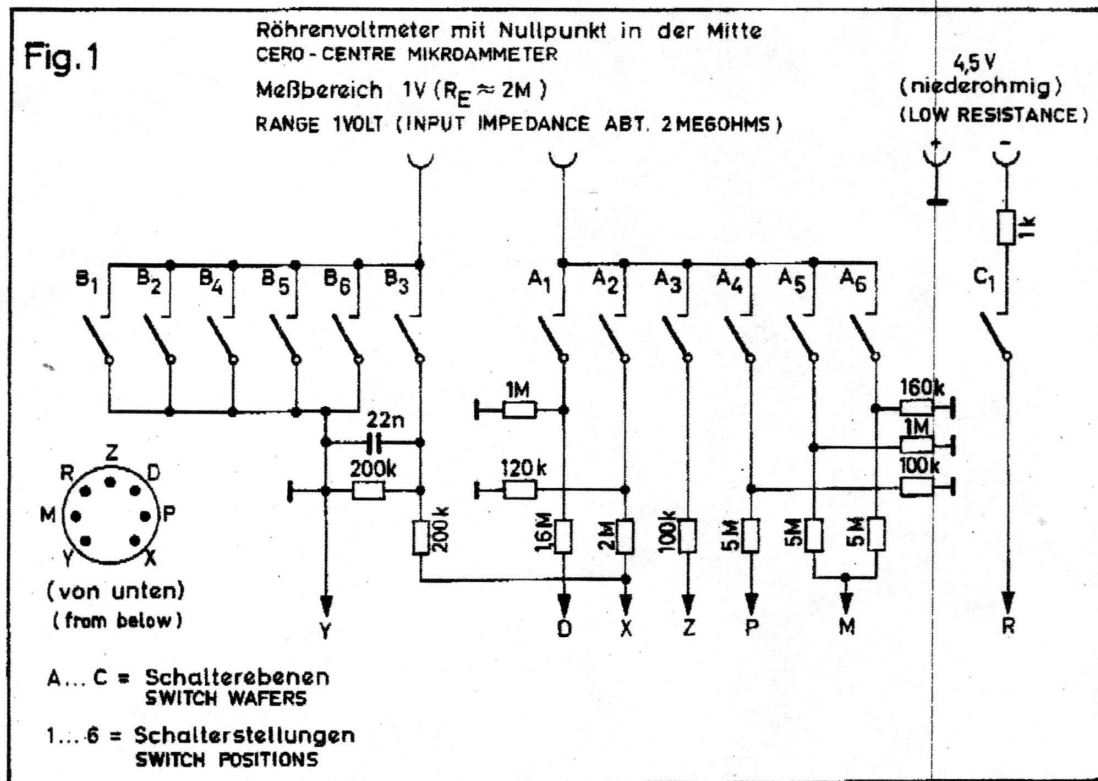 Fig.1
Röhrenvoltmeter mit Nullpunkt in der Mitte
CERO-CENTRE MIKROAMMETER
Meßbereich 1V (RE ≈ 2M)
RANGE 1VOLT (INPUT IMPEDANCE ABT. 2ME6OHMS)
4,5V
(niederohmig)
(LOW RESISTANCE)
+ -
1k
B1 B2 B4 B5 B6 B3 A1 A2 A3 A4 A5 A6 C1
1M 160k
22n 1M
200k 120k 100k
200k 1,6M 2M 100k 5M 5M 5M
Z
R D
M P
Y X
(von unten)
(from below)
Y D X Z P M R
A... C = Schalterebenen
SWITCH WAFERS
1... 6 = Schalterstellungen
SWITCH POSITIONS